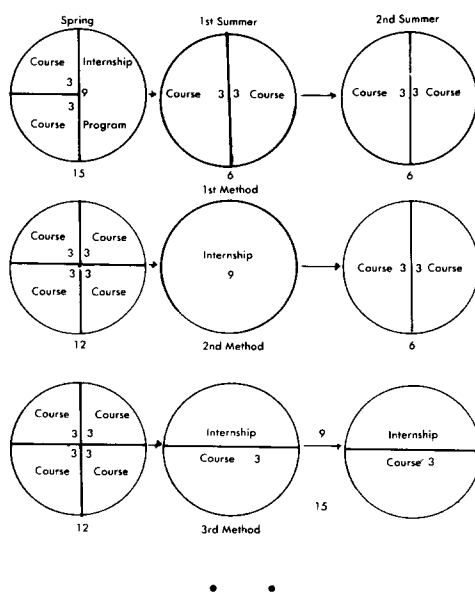 Spring 1st Summer 2nd Summer
Course Internship
3
9
3
Course Program
15
Course 3 3 Course
6
Course 3 3 Course
6
1st Method
Course Course
3 3
3 3
Course Course
12
Internship
9
Course 3 3 Course
6
2nd Method
Course Course
3 3
3 3
Course Course
12
Internship
Course 3
9
Internship
Course 3
15
3rd Method